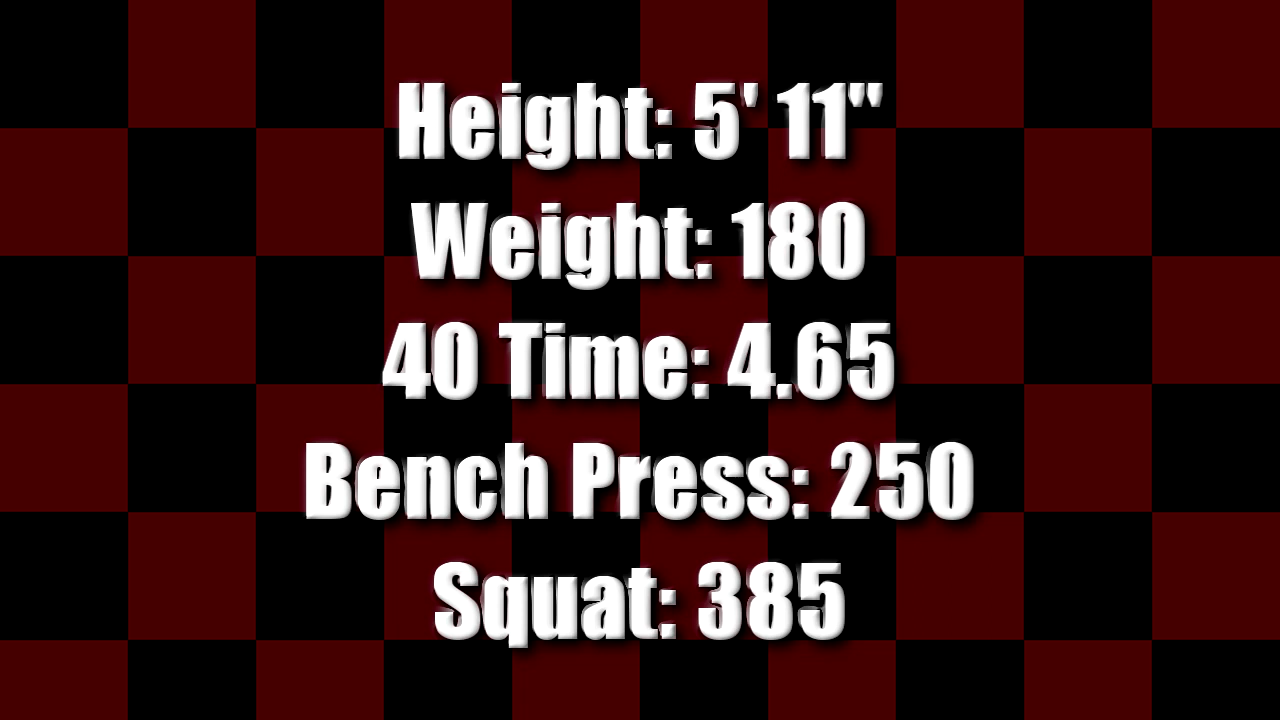 Height: 5' 11"
Weight: 180
40 Time: 4.65
Bench Press: 250
Squat: 385